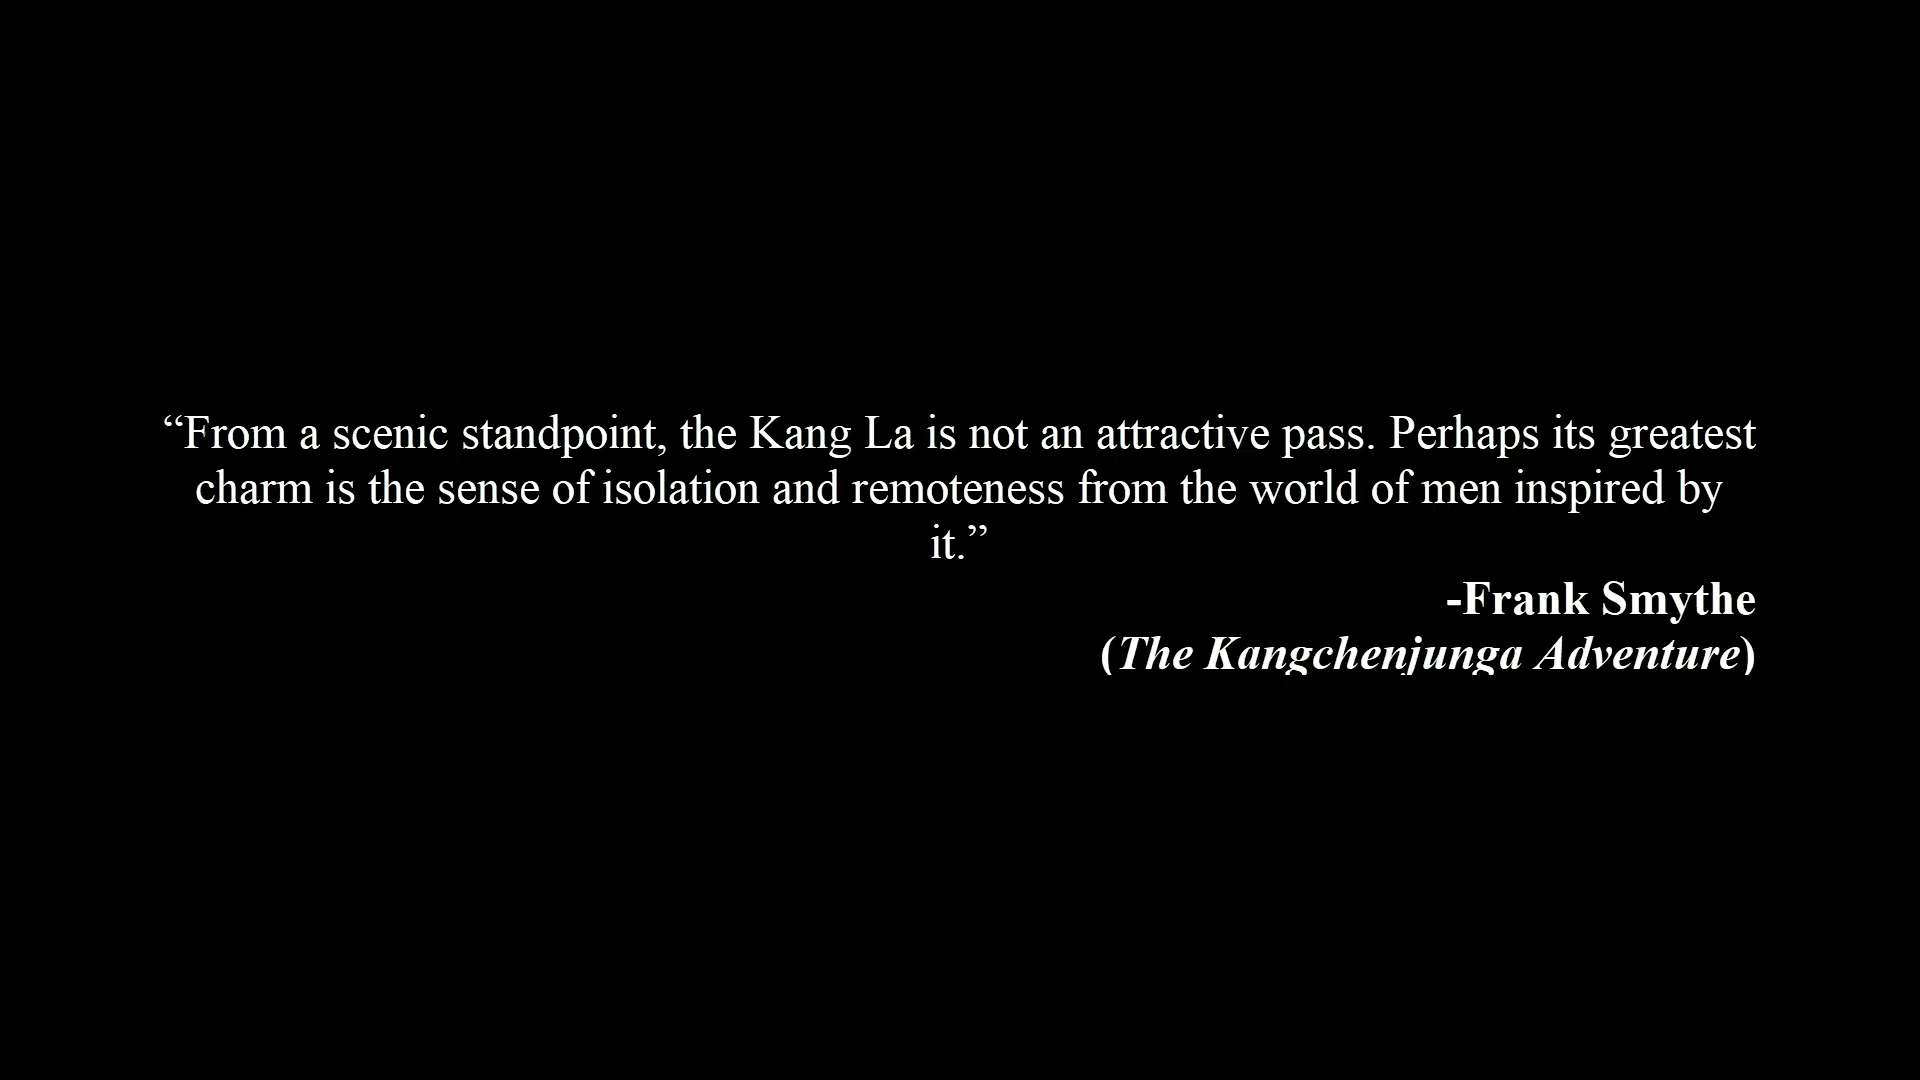 “From a scenic standpoint, the Kang La is not an attractive pass. Perhaps its greatest
charm is the sense of isolation and remoteness from the world of men inspired by
it.”
-Frank Smythe
(The Kangchenjunga Adventure)